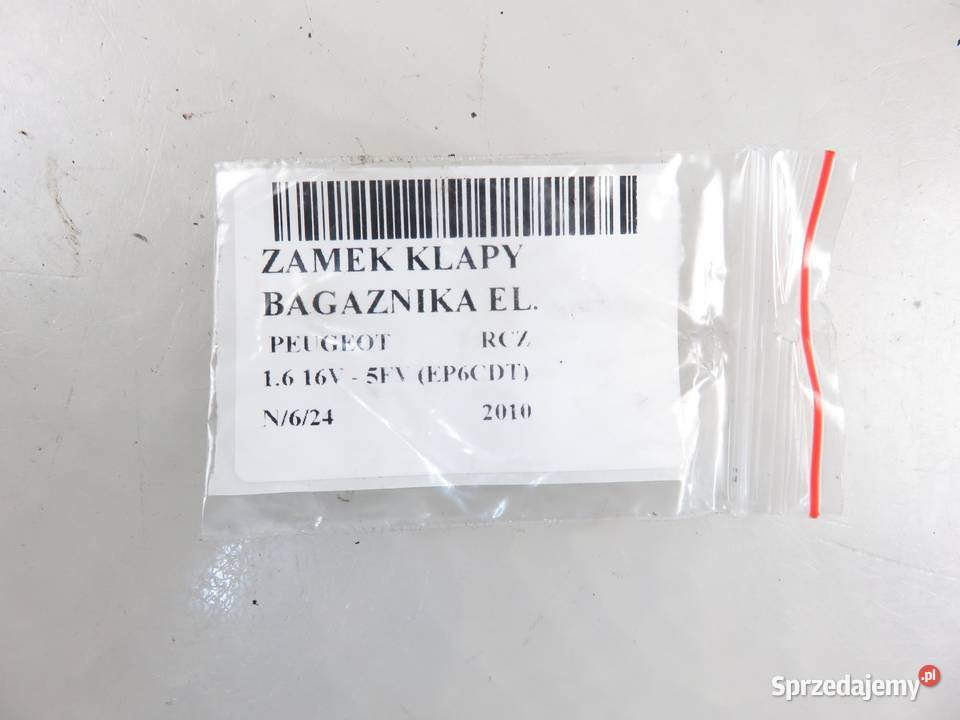 ZAMEK KLAPY
BAGAZNIKA EL.
PEUGEOT RCZ
1.6 16V - 5FV (EP6CDT)
N/6/24 2010
Sprzedajemy.pl